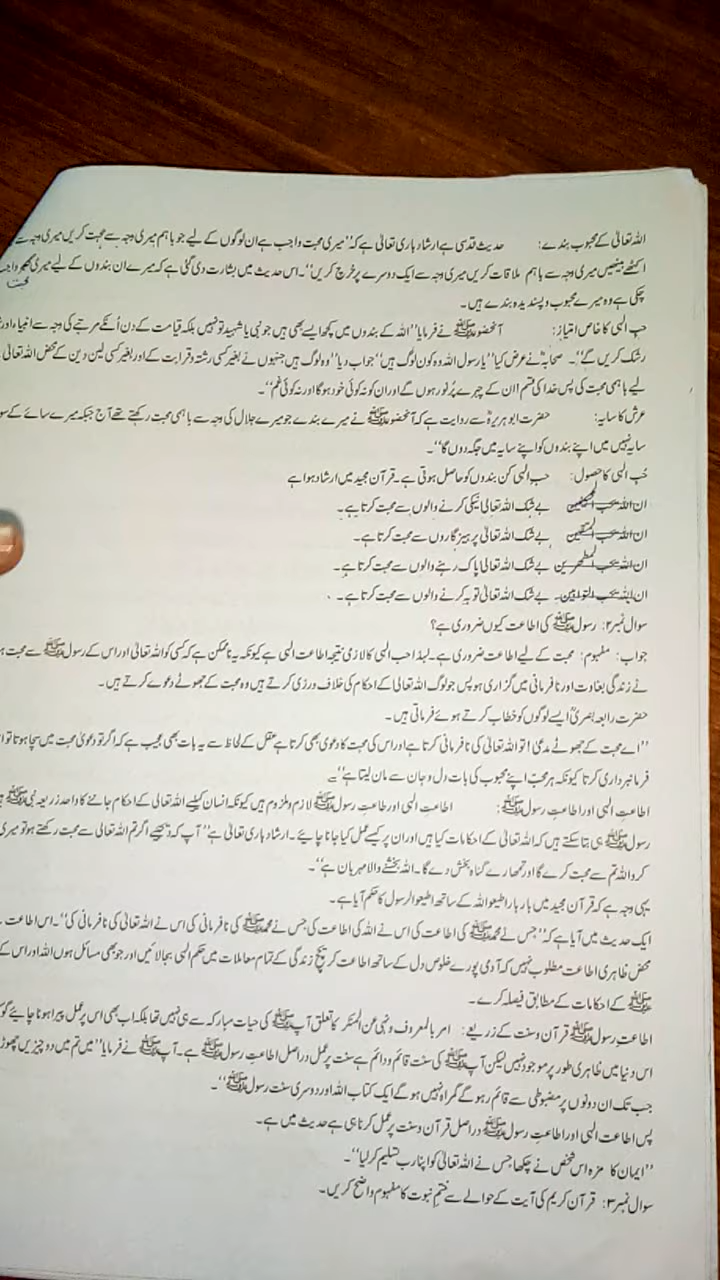 اللہ تعالیٰ کے محبوب بندے: حدیث قدسی ہے ارشاد باری تعالیٰ ہے کہ ''میری محبت واجب ہے ان لوگوں کے لیے جو باہم میری وجہ سے محبت کریں میری وجہ سے
اکٹھے بیٹھیں میری وجہ سے باہم ملاقات کریں میری وجہ سے ایک دوسرے پر خرچ کریں''۔ اس حدیث میں بشارت دی گئی ہے کہ میرے ان بندوں کے لیے میری محبت واجب
چکی ہے وہ میرے محبوب و پسندیدہ بندے ہیں۔
حب الٰہی کا خاص امتیاز: آنحضور ﷺ نے فرمایا ''اللہ کے بندوں میں کچھ ایسے بھی ہیں جو نبی یا شہید تو نہیں بلکہ قیامت کے دن اُنکے مرتبے کی وجہ سے انبیاء اور
رشک کریں گے''۔ صحابہؓ نے عرض کیا ''یا رسول اللہ وہ کون لوگ ہیں'' جواب دیا ''وہ لوگ ہیں جنہوں نے بغیر کسی رشتہ و قرابت کے اور بغیر کسی لین دین کے محض اللہ تعالیٰ
لیے باہمی محبت کی پس خدا کی قسم! ان کے چہرے پُرنور ہوں گے اور ان کو نہ کوئی خود ہوگا اور نہ کوئی غم''۔
عرش کا سایہ: حضرت ابو ہریرہؓ سے روایت ہے کہ آنحضور ﷺ نے میرے بندے جو میرے جلال کی وجہ سے باہمی محبت رکھتے تھے آج جبکہ میرے سائے کے سو
سایہ نہیں میں اپنے بندوں کو اپنے سایہ میں جگہ دوں گا''۔
حُب الٰہی کا حصول: حب الٰہی کن بندوں کو حاصل ہوتی ہے۔ قرآن مجید میں ارشاد ہوا ہے
ان اللہ یحب بے شک اللہ تعالیٰ نیکی کرنے والوں سے محبت کرتا ہے۔
ان اللہ یحب المتقین بے شک اللہ تعالیٰ پرہیز گاروں سے محبت کرتا ہے۔
ان اللہ یحب المطھرین بے شک اللہ تعالیٰ پاک رہنے والوں سے محبت کرتا ہے۔
ان اللہ یحب التوابین۔ بے شک اللہ تعالیٰ توبہ کرنے والوں سے محبت کرتا ہے۔
سوال نمبر۲: رسول ﷺ کی اطاعت کیوں ضروری ہے؟
جواب: مفہوم: محبت کے لیے اطاعت ضروری ہے۔ لہذا حب الٰہی کا لازمی نتیجہ اطاعت الٰہی ہے کیونکہ یہ ناممکن ہے کہ کسی کو اللہ تعالیٰ اور اس کے رسول ﷺ سے محبت ہ
نے زندگی بغاوت اور نافرمانی میں گزاری ہو پس جو لوگ اللہ تعالیٰ کے احکام کی خلاف ورزی کرتے ہیں وہ محبت کے جھوٹے دعوے کرتے ہیں۔
حضرت رابعہ بصریؒ ایسے لوگوں کو خطاب کرتے ہوئے فرماتی ہیں۔
''اے محبت کے جھوٹے مدعی! تو اللہ تعالیٰ کی نافرمانی کرتا ہے اور اس کی محبت کا دعوی بھی کرتا ہے عقل کے لحاظ سے یہ بات بھی عجیب ہے کہ اگر تو دعویٰ محبت میں سچا ہوتا تو ا
فرمانبرداری کرتا کیونکہ ہر محب اپنے محبوب کی بات دل و جان سے مان لیتا ہے''۔
اطاعت الٰہی اور اطاعت رسول ﷺ: اطاعت الٰہی اور طاعت رسول ﷺ لازم و ملزوم ہیں کیونکہ انسان کیلیے اللہ تعالیٰ کے احکام جاننے کا واحد ذریعہ نبی ﷺ ہیں
رسول ﷺ ہی بتا سکتے ہیں کہ اللہ تعالیٰ کے احکامات کیا ہیں اور ان پر کیسے عمل کیا جانا چاہیے۔ ارشاد باری تعالیٰ ہے ''آپ کہہ دیجیے اگر تم اللہ تعالیٰ سے محبت رکھتے ہو تو میری
کرو اللہ تم سے محبت کرے گا اور تمہارے گناہ بخش دے گا۔ اللہ بخشنے والا مہربان ہے''۔
یہی وجہ ہے کہ قرآن مجید میں بار بار اطیعو اللہ کے ساتھ اطیعو الرسول کا حکم آیا ہے۔
ایک حدیث میں آیا ہے کہ ''جس نے محمد ﷺ کی اطاعت کی اس نے اللہ کی اطاعت کی جس نے محمد ﷺ کی نافرمانی کی اس نے اللہ تعالیٰ کی نافرمانی کی''۔ اس اطاعت
محض ظاہری اطاعت مطلوب نہیں کہ آدمی پورے خلوص دل کے ساتھ اطاعت کر زندگی کے تمام معاملات میں حکم الٰہی بجا لائیں اور جو بھی مسائل ہوں اللہ اور اس کے
ﷺ کے احکامات کے مطابق فیصلہ کرے۔
اطاعت رسول ﷺ قرآن و سنت کے ذریعے: امر بالمعروف و نہی عن المنکر کا تعلق آپ ﷺ کی حیات مبارکہ سے ہی نہیں تھا بلکہ اب بھی اس پر عمل پیرا ہونا چاہیے گو
اس دنیا میں ظاہری طور پر موجود نہیں لیکن آپ ﷺ کی سنت قائم و دائم ہے سنت پر عمل دراصل اطاعت رسول ﷺ ہے۔ آپ ﷺ نے فرمایا ''میں تم میں دو چیزیں چھوڑ
جب تک ان دونوں پر مضبوطی سے قائم رہو گے گمراہ نہیں ہو گے ایک کتاب اللہ اور دوسری سنت رسول ﷺ''۔
پس اطاعت الٰہی اور اطاعت رسول ﷺ دراصل قرآن و سنت پر عمل کرنا ہی ہے حدیث میں ہے۔
''ایمان کا مزہ اس شخص نے چکھا جس نے اللہ تعالیٰ کو اپنا رب تسلیم کر لیا''۔
سوال نمبر۳: قرآن کریم کی آیت کے حوالے سے ختم نبوت کا مفہوم واضح کریں۔